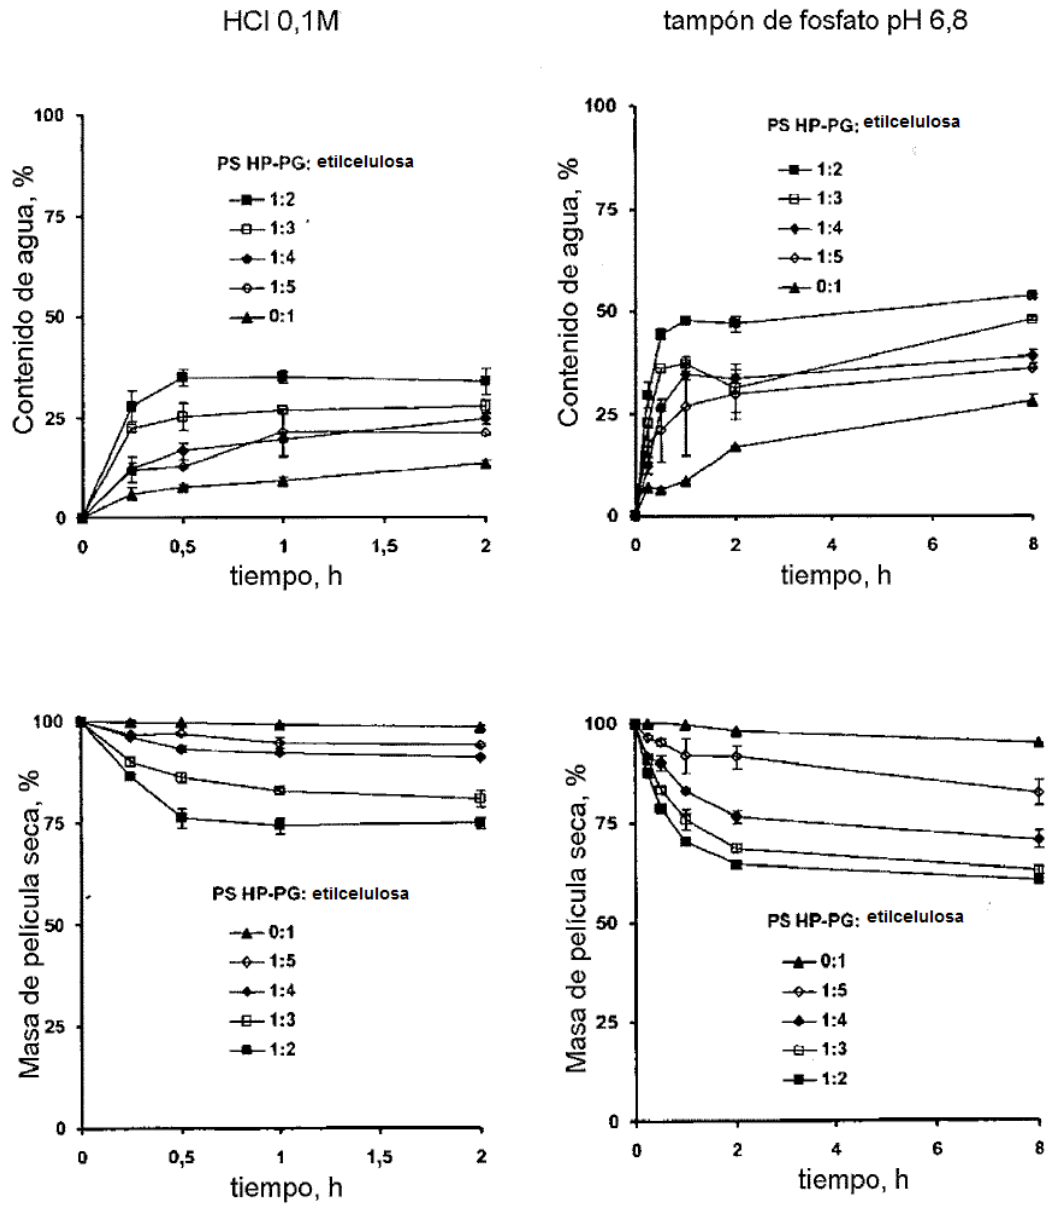 HCl 0,1M
tampón de fosfato pH 6,8
Contenido de agua, %
100
75
50
25
0
PS HP-PG: etilcelulosa
1:2
1:3
1:4
1:5
0:1
0 0,5 1 1,5 2
tiempo, h
Contenido de agua, %
100
75
50
25
0
PS HP-PG: etilcelulosa
1:2
1:3
1:4
1:5
0:1
0 2 4 6 8
tiempo, h
Masa de película seca, %
100
75
50
25
0
PS HP-PG: etilcelulosa
0:1
1:5
1:4
1:3
1:2
0 0,5 1 1,5 2
tiempo, h
Masa de película seca, %
100
75
50
25
0
PS HP-PG: etilcelulosa
0:1
1:5
1:4
1:3
1:2
0 2 4 6 8
tiempo, h